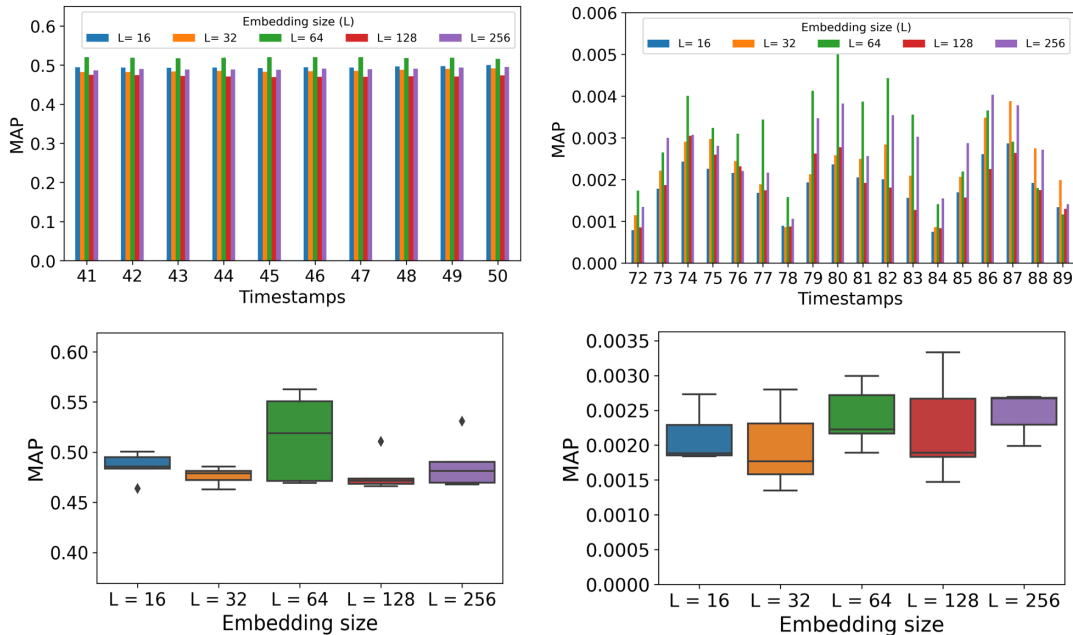 Embedding size (L)
L= 16 L= 32 L= 64 L= 128 L= 256
0.6
0.5
0.4
0.3
0.2
0.1
0.0
MAP
41 42 43 44 45 46 47 48 49 50
Timestamps
Embedding size (L)
L= 16 L= 32 L= 64 L= 128 L= 256
0.006
0.005
0.004
0.003
0.002
0.001
0.000
MAP
72 73 74 75 76 77 78 79 80 81 82 83 84 85 86 87 88 89
Timestamps
0.60
0.55
0.50
0.45
0.40
MAP
L = 16 L = 32 L = 64 L = 128 L = 256
Embedding size
0.0035
0.0030
0.0025
0.0020
0.0015
0.0010
0.0005
0.0000
MAP
L = 16 L = 32 L = 64 L = 128 L = 256
Embedding size